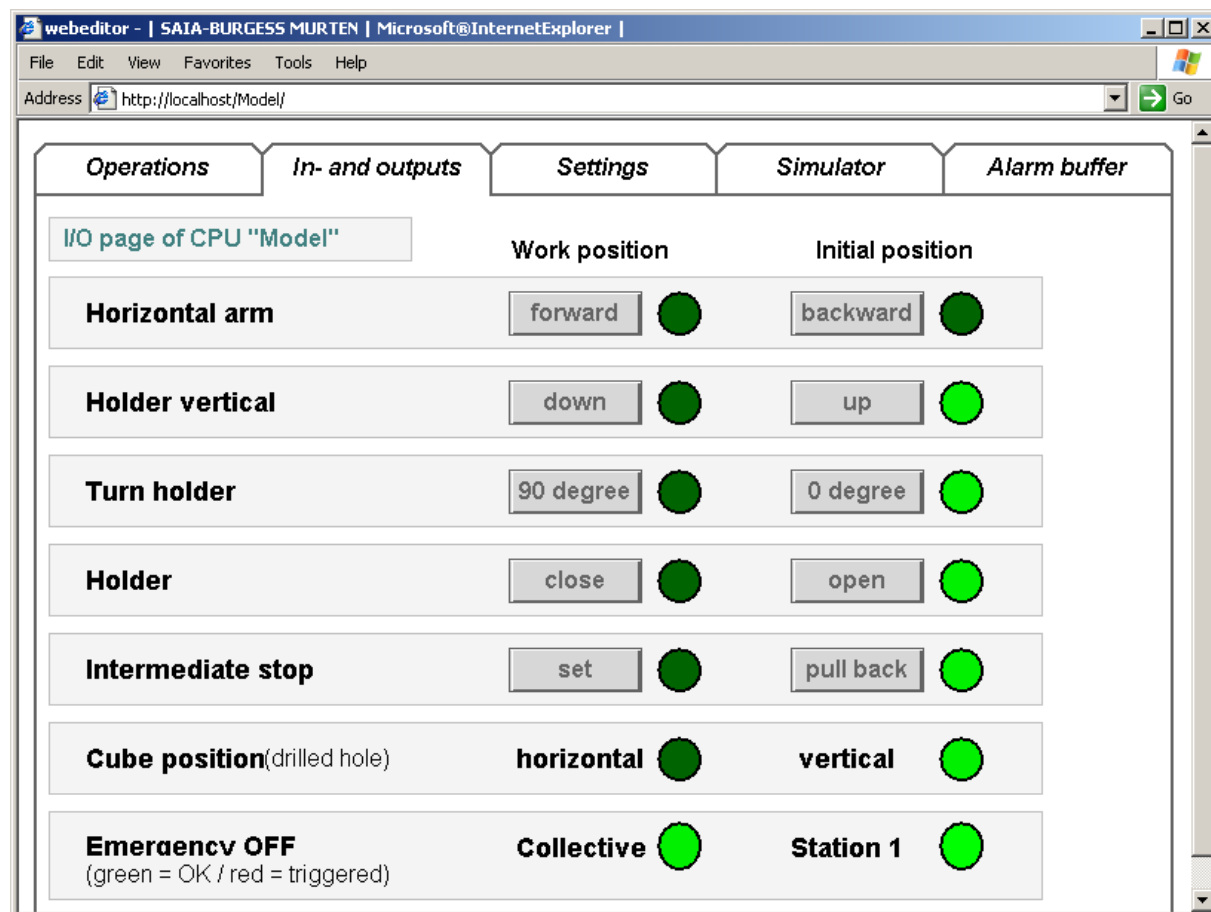 webeditor - | SAIA-BURGESS MURTEN | Microsoft®InternetExplorer |
File Edit View Favorites Tools Help
Address http://localhost/Model/ Go
Operations In- and outputs Settings Simulator Alarm buffer
I/O page of CPU "Model"
Work position Initial position
Horizontal arm forward backward
Holder vertical down up
Turn holder 90 degree 0 degree
Holder close open
Intermediate stop set pull back
Cube position(drilled hole) horizontal vertical
Emergency OFF Collective Station 1
(green = OK / red = triggered)